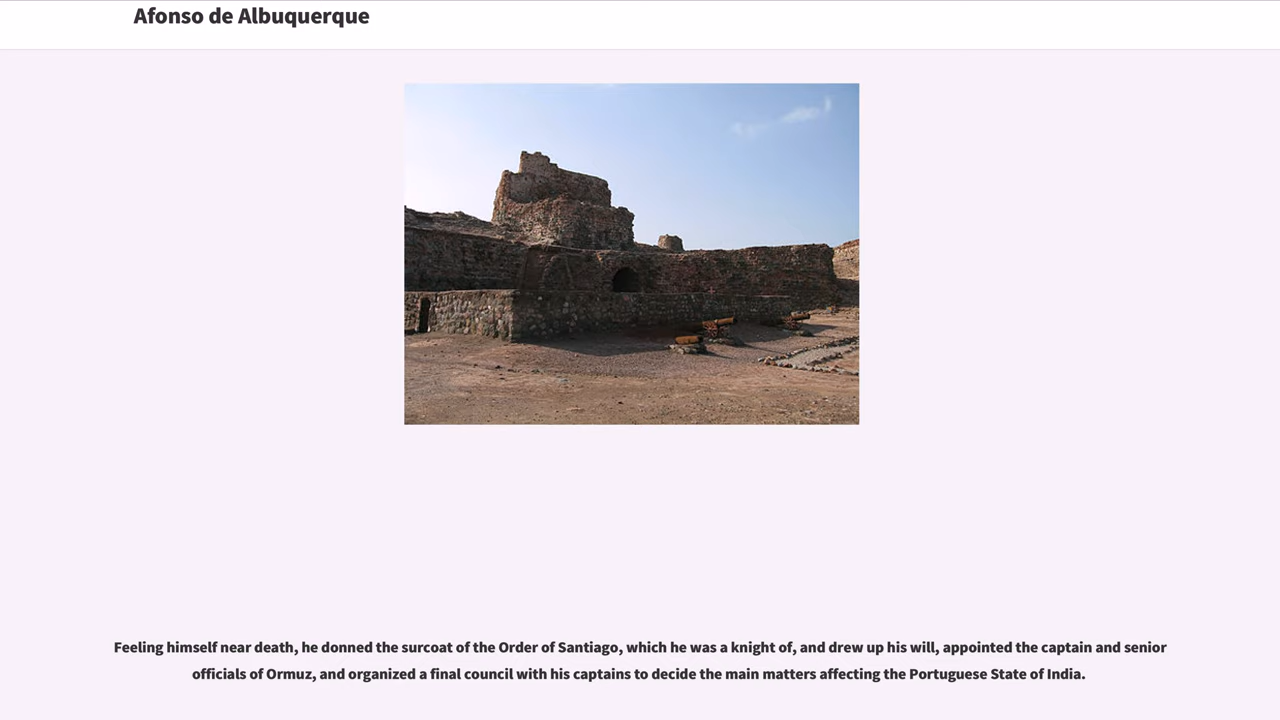 Afonso de Albuquerque
Feeling himself near death, he donned the surcoat of the Order of Santiago, which he was a knight of, and drew up his will, appointed the captain and senior
officials of Ormuz, and organized a final council with his captains to decide the main matters affecting the Portuguese State of India.